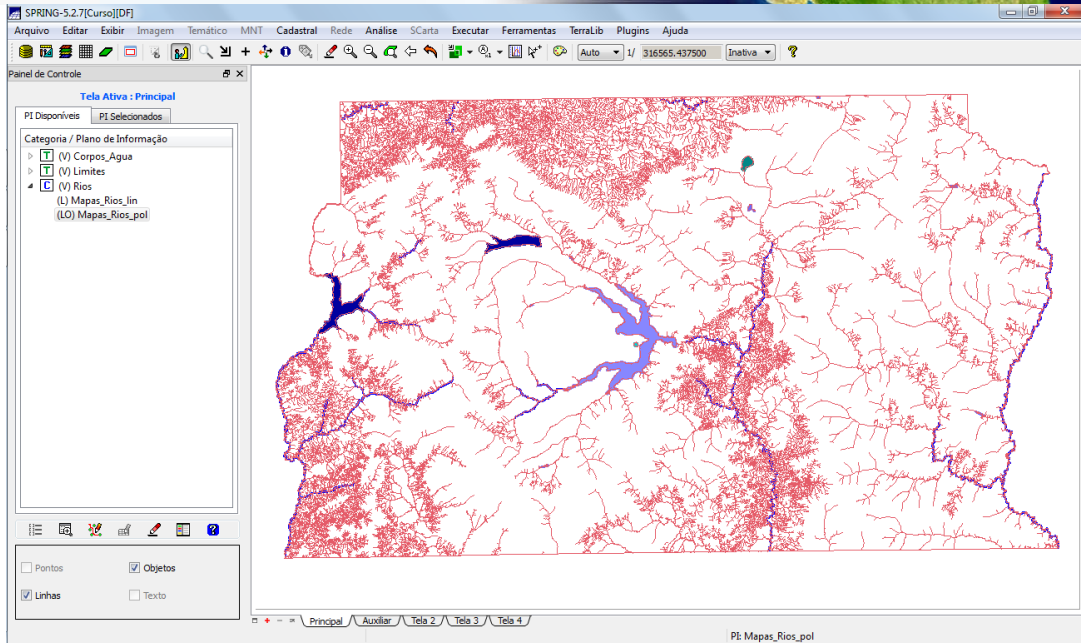 SPRING-5.2.7[Curso][DF]
Arquivo Editar Exibir Imagem Temático MNT Cadastral Rede Análise SCarta Executar Ferramentas TerraLib Plugins Ajuda
Auto 1/ 316565.437500 Inativa
Painel de Controle
Tela Ativa : Principal
PI Disponíveis PI Selecionados
Categoria / Plano de Informação
T (V) Corpos_Agua
T (V) Limites
C (V) Rios
(L) Mapas_Rios_lin
(LO) Mapas_Rios_pol
Pontos Objetos
Linhas Texto
Principal Auxiliar Tela 2 Tela 3 Tela 4
PI: Mapas_Rios_pol